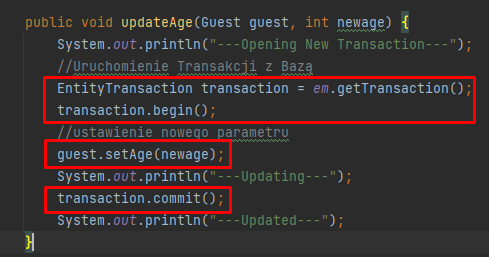 public void updateAge(Guest guest, int newage) {
System.out.println("---Opening New Transaction---");
//Uruchomienie Transakcji z Bazą
EntityTransaction transaction = em.getTransaction();
transaction.begin();
//ustawienie nowego parametru
guest.setAge(newage);
System.out.println("---Updating---");
transaction.commit();
System.out.println("---Updated---");
}